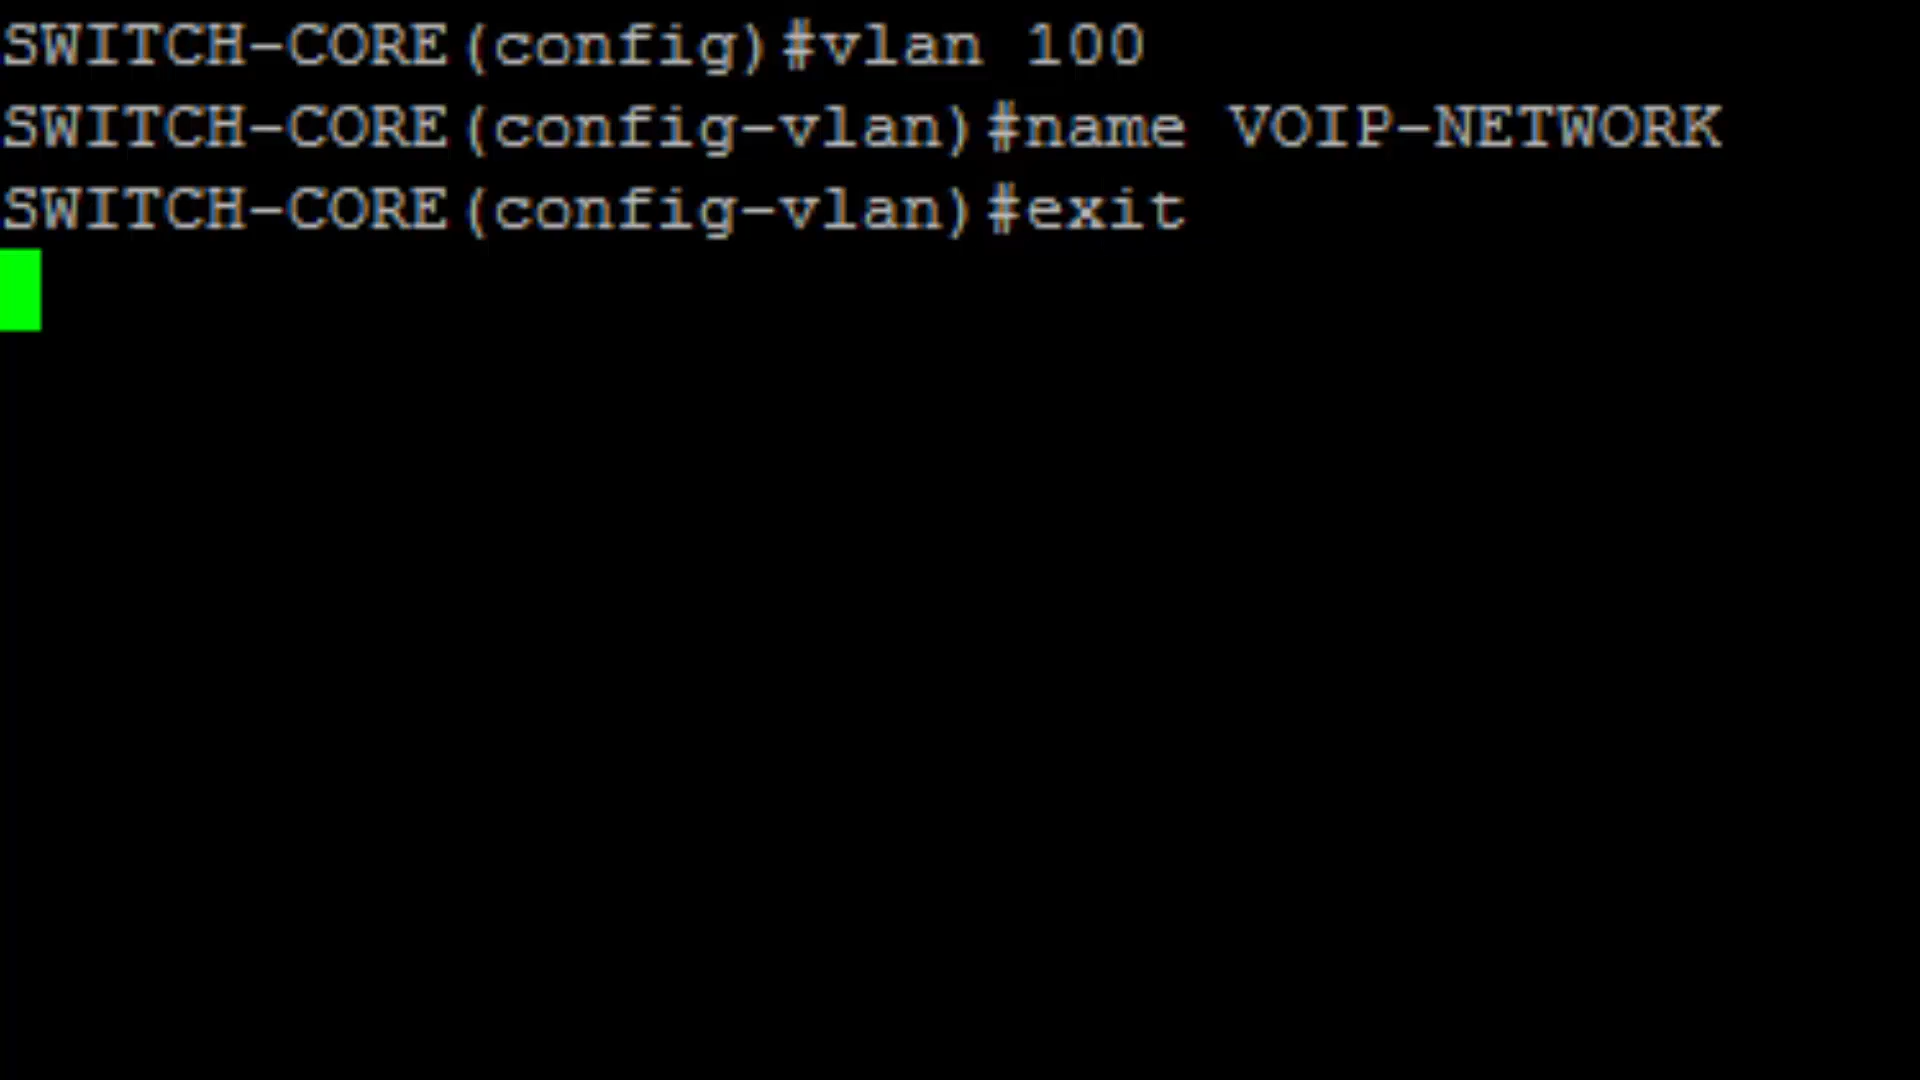 SWITCH-CORE(config)#vlan 100
SWITCH-CORE(config-vlan)#name VOIP-NETWORK
SWITCH-CORE(config-vlan)#exit